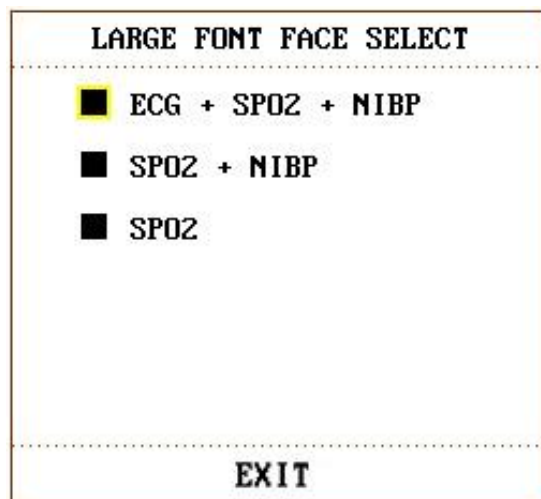 LARGE FONT FACE SELECT
ECG + SPO2 + NIBP
SPO2 + NIBP
SPO2
EXIT